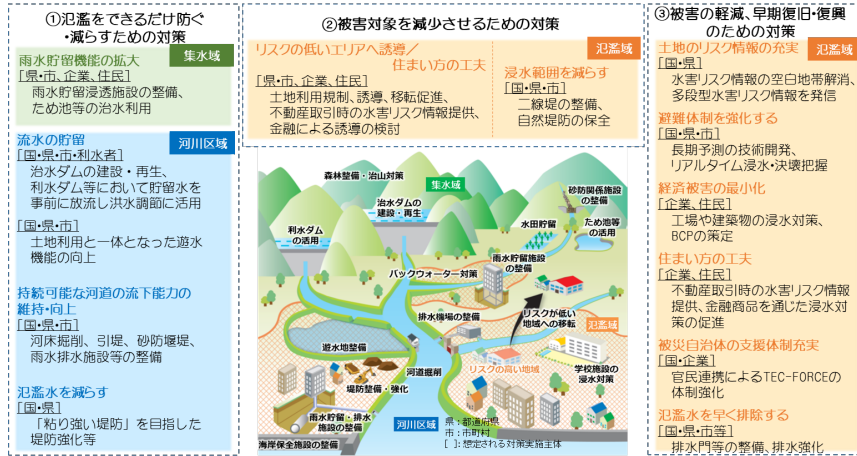 ①氾濫をできるだけ防ぐ
・減らすための対策
集水域
雨水貯留機能の拡大
[県・市、企業、住民]
雨水貯留浸透施設の整備、
ため池等の治水利用
河川区域
流水の貯留
[国・県・市・利水者]
治水ダムの建設・再生、
利水ダム等において貯留水を
事前に放流し洪水調節に活用
[国・県・市]
土地利用と一体となった遊水
機能の向上
持続可能な河道の流下能力の
維持・向上
[国・県・市]
河床掘削、引堤、砂防堰堤、
雨水排水施設等の整備
氾濫水を減らす
[国・県]
「粘り強い堤防」を目指した
堤防強化等
②被害対象を減少させるための対策
氾濫域
リスクの低いエリアへ誘導／
住まい方の工夫
[県・市、企業、住民]
土地利用規制、誘導、移転促進、
不動産取引時の水害リスク情報提供、
金融による誘導の検討
浸水範囲を減らす
[国・県・市]
二線堤の整備、
自然堤防の保全
森林整備・治山対策
集水域
治水ダムの
建設・再生
砂防関係施設
の整備
利水ダム
の活用
水田貯留
ため池等
の活用
雨水貯留施設
の整備
バックウォーター対策
排水機場の整備
リスクが低い
地域への移転
氾濫域
遊水地整備
河道掘削
リスクの高い地域
学校施設の
浸水対策
堤防整備・強化
雨水貯留・排水
施設の整備
海岸保全施設の整備
河川区域
県：都道府県
市：市町村
[ ]：想定される対策実施主体
③被害の軽減、早期復旧・復興
のための対策
氾濫域
土地のリスク情報の充実
[国・県]
水害リスク情報の空白地帯解消、
多段型水害リスク情報を発信
避難体制を強化する
[国・県・市]
長期予測の技術開発、
リアルタイム浸水・決壊把握
経済被害の最小化
[企業、住民]
工場や建築物の浸水対策、
BCPの策定
住まい方の工夫
[企業、住民]
不動産取引時の水害リスク情報
提供、金融商品を通じた浸水対
策の促進
被災自治体の支援体制充実
[国・企業]
官民連携によるTEC-FORCEの
体制強化
氾濫水を早く排除する
[国・県・市等]
排水門等の整備、排水強化